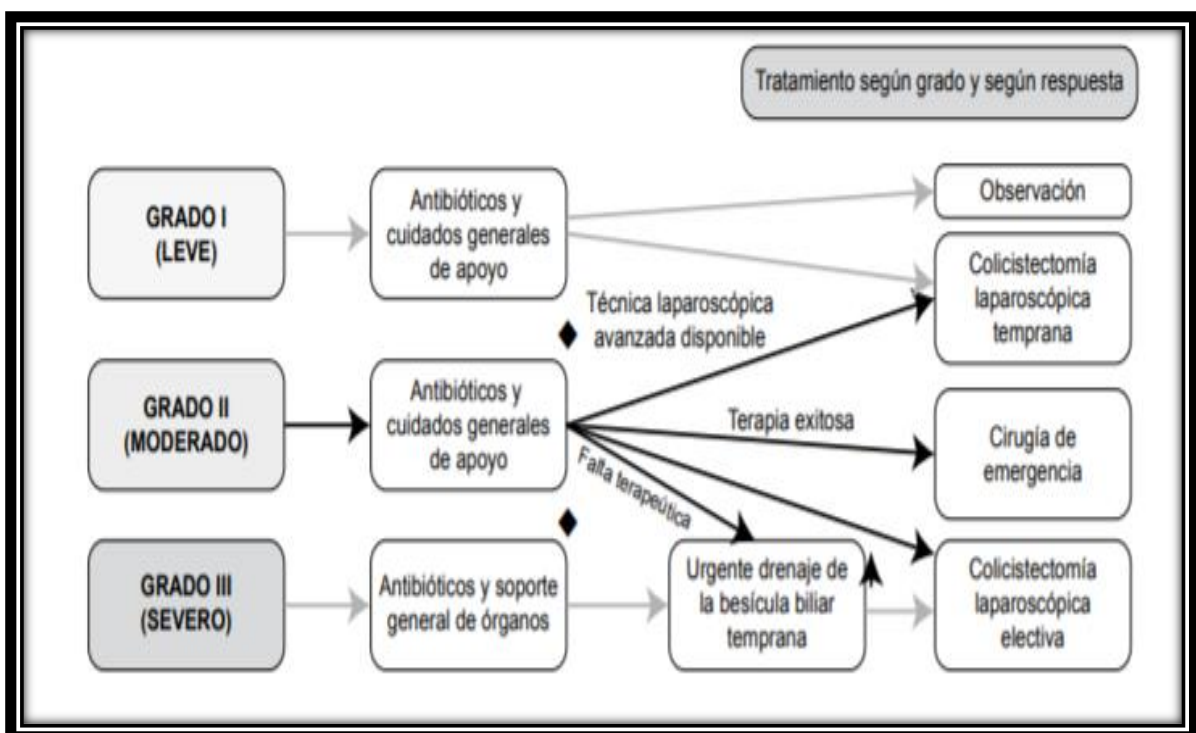 Tratamiento según grado y según respuesta
GRADO I
(LEVE)
Antibióticos y
cuidados generales
de apoyo
Observación
Colicistectomía
laparoscópica
temprana
Técnica laparoscópica
avanzada disponible
GRADO II
(MODERADO)
Antibióticos y
cuidados generales
de apoyo
Terapia exitosa
Falta terapeútica
Cirugía de
emergencia
GRADO III
(SEVERO)
Antibióticos y soporte
general de órganos
Urgente drenaje de
la besícula biliar
temprana
Colicistectomía
laparoscópica
electiva